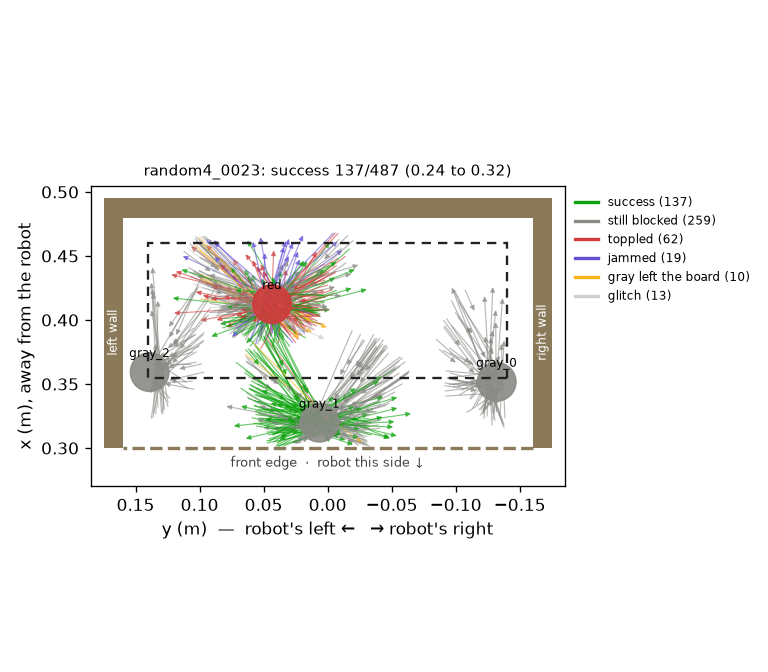 random4_0023: success 137/487 (0.24 to 0.32)
success (137)
still blocked (259)
toppled (62)
jammed (19)
gray left the board (10)
glitch (13)
x (m), away from the robot
0.50
0.45
0.40
0.35
0.30
left wall
right wall
red
gray_2
gray_0
gray_1
front edge · robot this side ↓
0.15 0.10 0.05 0.00 −0.05 −0.10 −0.15
y (m) — robot's left ← → robot's right